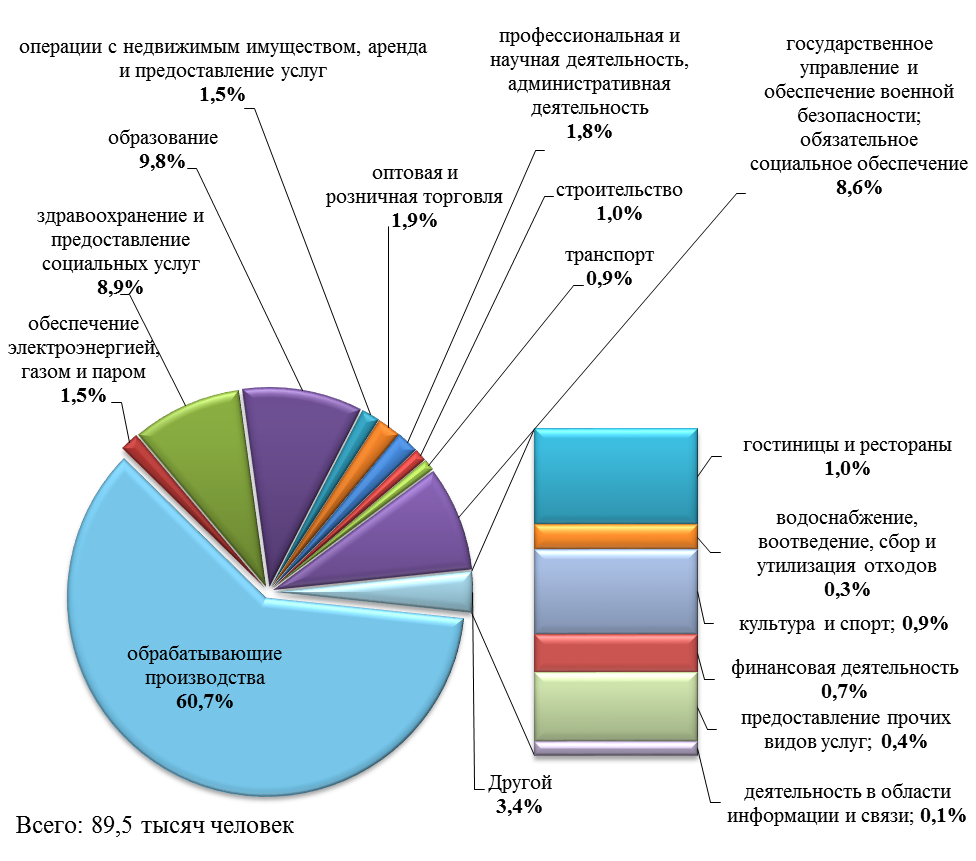 операции с недвижимым имуществом, аренда
и предоставление услуг
1,5%
образование
9,8%
здравоохранение и
предоставление
социальных услуг
8,9%
обеспечение
электроэнергией,
газом и паром
1,5%
оптовая и
розничная торговля
1,9%
профессиональная и
научная деятельность,
административная
деятельность
1,8%
строительство
1,0%
транспорт
0,9%
государственное
управление и
обеспечение военной
безопасности;
обязательное
социальное обеспечение
8,6%
гостиницы и рестораны
1,0%
водоснабжение,
воотведение, сбор и
утилизация отходов
0,3%
культура и спорт; 0,9%
финансовая деятельность
0,7%
предоставление прочих
видов услуг; 0,4%
деятельность в области
информации и связи; 0,1%
Другой
3,4%
обрабатывающие
производства
60,7%
Всего: 89,5 тысяч человек